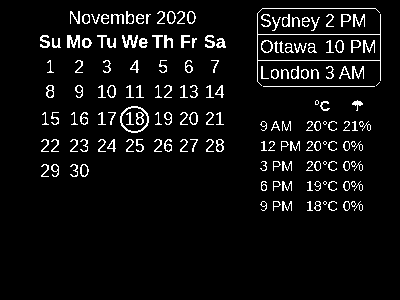 November 2020
Su Mo Tu We Th Fr Sa
1 2 3 4 5 6 7
8 9 10 11 12 13 14
15 16 17 18 19 20 21
22 23 24 25 26 27 28
29 30
Sydney 2 PM
Ottawa 10 PM
London 3 AM
°C
9 AM 20°C 21%
12 PM 20°C 0%
3 PM 20°C 0%
6 PM 19°C 0%
9 PM 18°C 0%